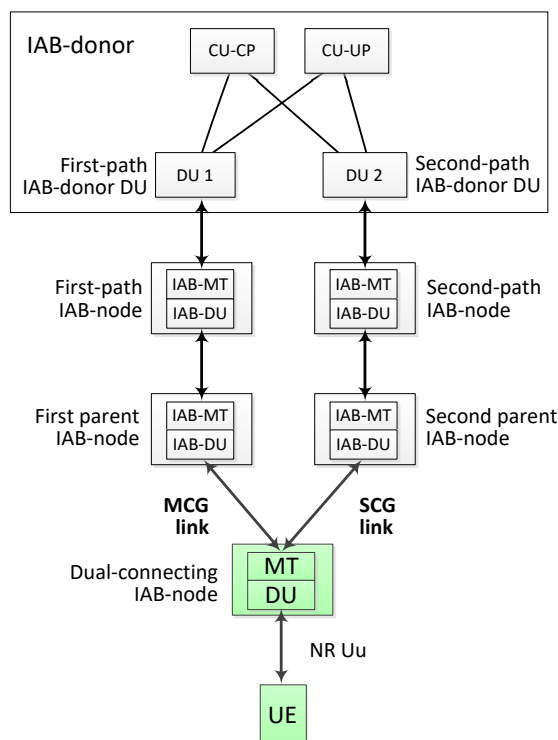 IAB-donor
CU-CP
CU-UP
First-path
IAB-donor DU
DU 1
DU 2
Second-path
IAB-donor DU
First-path
IAB-node
IAB-MT
IAB-DU
IAB-MT
IAB-DU
Second-path
IAB-node
First parent
IAB-node
IAB-MT
IAB-DU
IAB-MT
IAB-DU
Second parent
IAB-node
MCG
link
SCG
link
Dual-connecting
IAB-node
MT
DU
NR Uu
UE